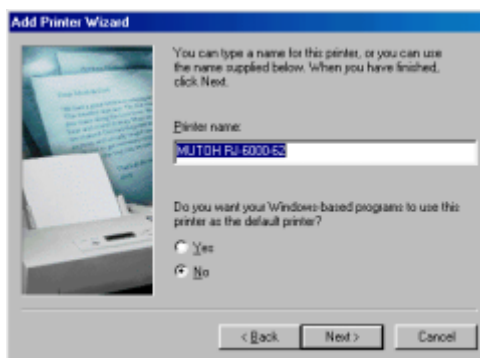 Add Printer Wizard
You can type a name for this printer, or you can use
the name supplied below. When you have finished,
click Next.
Printer name:
MUTOH RJ-6000-62
Do you want your Windows-based programs to use this
printer as the default printer?
Yes
No
< Back
Next >
Cancel